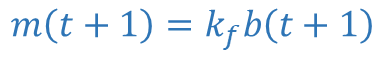 m(t + 1) = k_f b(t + 1)